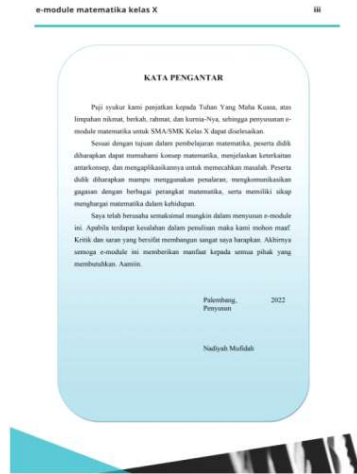 e-module matematika kelas X iii
KATA PENGANTAR
Puji syukur kami panjatkan kepada Tuhan Yang Maha Kuasa, atas
limpahan nikmat, berkah, rahmat, dan kurnia-Nya, sehingga penyusunan e-
module matematika untuk SMA/SMK Kelas X dapat diselesaikan.
Sesuai dengan tujuan dalam pembelajaran matematika, peserta didik
diharapkan dapat memahami konsep matematika, menjelaskan keterkaitan
antarkonsep, dan mengaplikasikannya untuk memecahkan masalah. Peserta
didik diharapkan mampu menggunakan penalaran, mengkomunikasikan
gagasan dengan berbagai perangkat matematika, serta memiliki sikap
menghargai matematika dalam kehidupan.
Saya telah berusaha semaksimal mungkin dalam menyusun e-module
ini. Apabila terdapat kesalahan dalam penulisan maka kami mohon maaf.
Kritik dan saran yang bersifat membangun sangat saya harapkan. Akhirnya
semoga e-module ini memberikan manfaat kepada semua pihak yang
membutuhkan. Aamiin.
Palembang, 2022
Penyusun
Nadiyah Mufidah